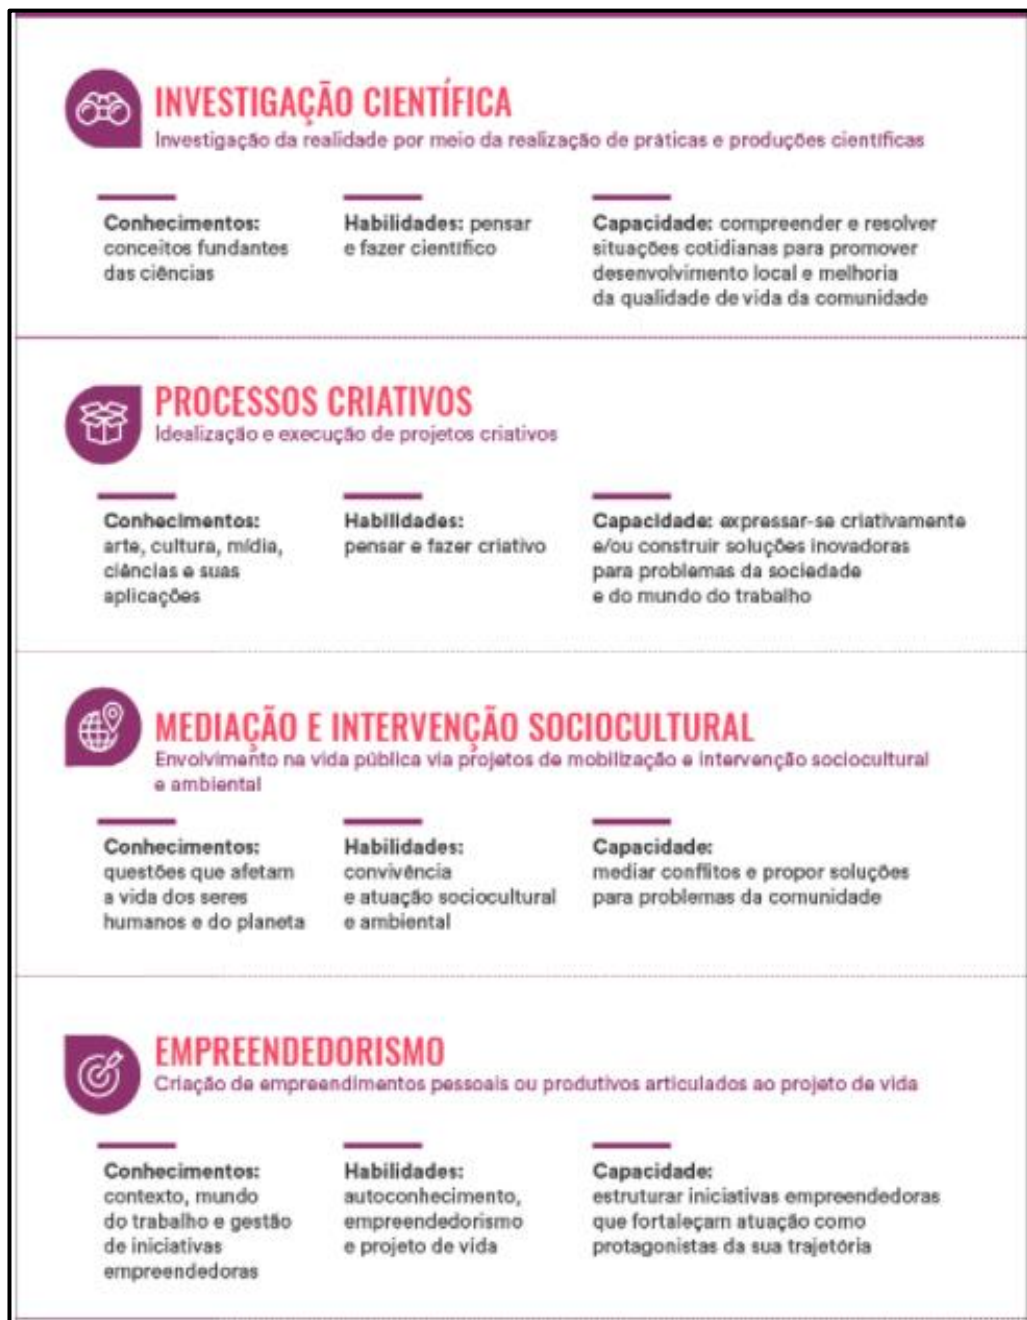 INVESTIGAÇÃO CIENTÍFICA
Investigação da realidade por meio da realização de práticas e produções científicas
Conhecimentos:
conceitos fundantes
das ciências
Habilidades: pensar
e fazer científico
Capacidade: compreender e resolver
situações cotidianas para promover
desenvolvimento local e melhoria
da qualidade de vida da comunidade
PROCESSOS CRIATIVOS
Idealização e execução de projetos criativos
Conhecimentos:
arte, cultura, mídia,
ciências e suas
aplicações
Habilidades:
pensar e fazer criativo
Capacidade: expressar-se criativamente
e/ou construir soluções inovadoras
para problemas da sociedade
e do mundo do trabalho
MEDIAÇÃO E INTERVENÇÃO SOCIOCULTURAL
Envolvimento na vida pública via projetos de mobilização e intervenção sociocultural
e ambiental
Conhecimentos:
questões que afetam
a vida dos seres
humanos e do planeta
Habilidades:
convivência
e atuação sociocultural
e ambiental
Capacidade:
mediar conflitos e propor soluções
para problemas da comunidade
EMPREENDEDORISMO
Criação de empreendimentos pessoais ou produtivos articulados ao projeto de vida
Conhecimentos:
contexto, mundo
do trabalho e gestão
de iniciativas
empreendedoras
Habilidades:
autoconhecimento,
empreendedorismo
e projeto de vida
Capacidade:
estruturar iniciativas empreendedoras
que fortaleçam atuação como
protagonistas da sua trajetória